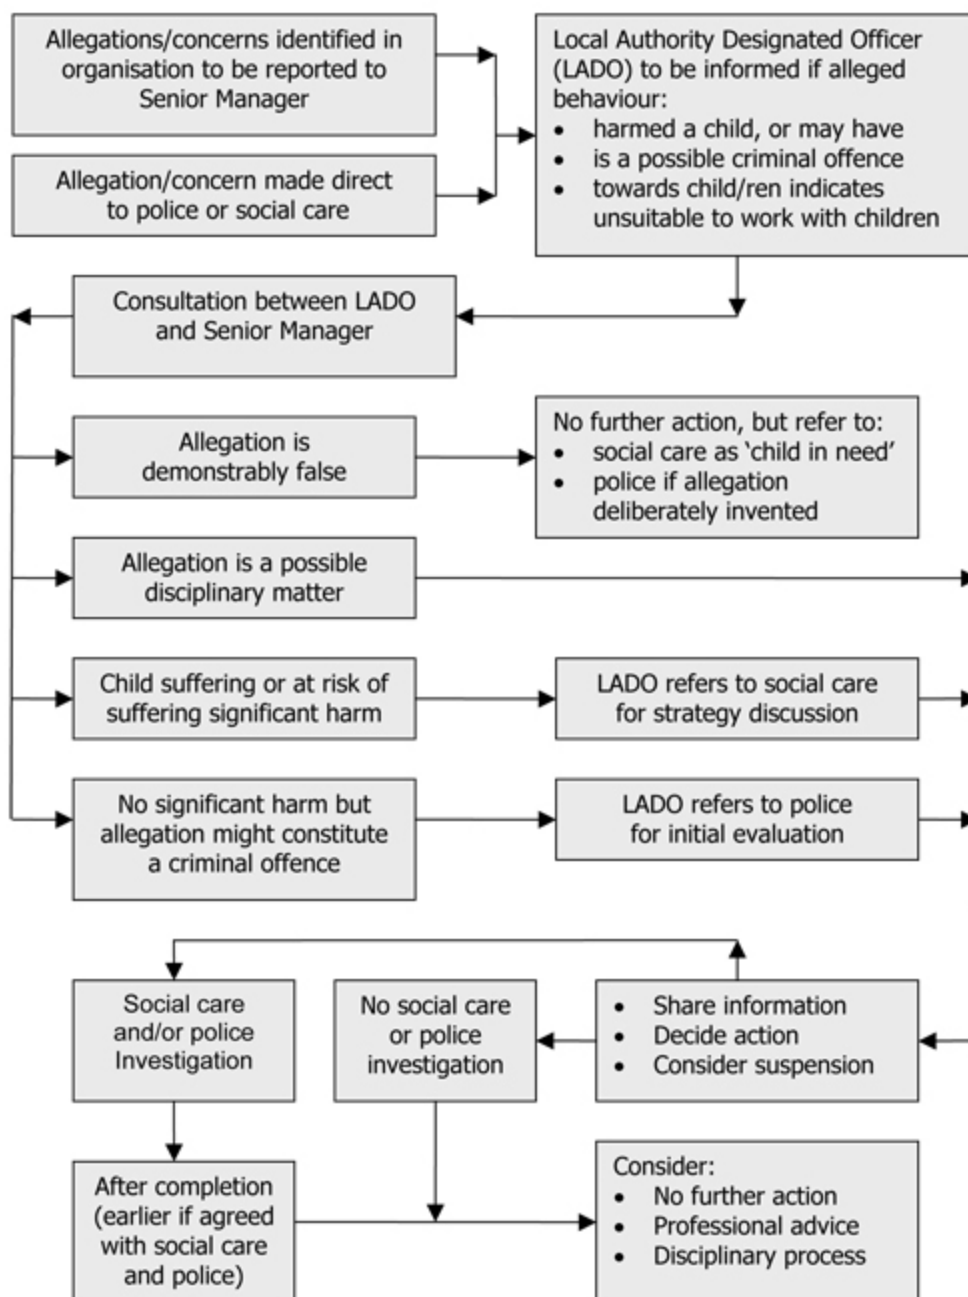 Allegations/concerns identified in
organisation to be reported to
Senior Manager
Allegation/concern made direct
to police or social care
Local Authority Designated Officer
(LADO) to be informed if alleged
behaviour:
• harmed a child, or may have
• is a possible criminal offence
• towards child/ren indicates
unsuitable to work with children
Consultation between LADO
and Senior Manager
Allegation is
demonstrably false
No further action, but refer to:
• social care as ‘child in need’
• police if allegation
deliberately invented
Allegation is a possible
disciplinary matter
Child suffering or at risk of
suffering significant harm
LADO refers to social care
for strategy discussion
No significant harm but
allegation might constitute
a criminal offence
LADO refers to police
for initial evaluation
Social care
and/or police
Investigation
No social care
or police
investigation
• Share information
• Decide action
• Consider suspension
After completion
(earlier if agreed
with social care
and police)
Consider:
• No further action
• Professional advice
• Disciplinary process